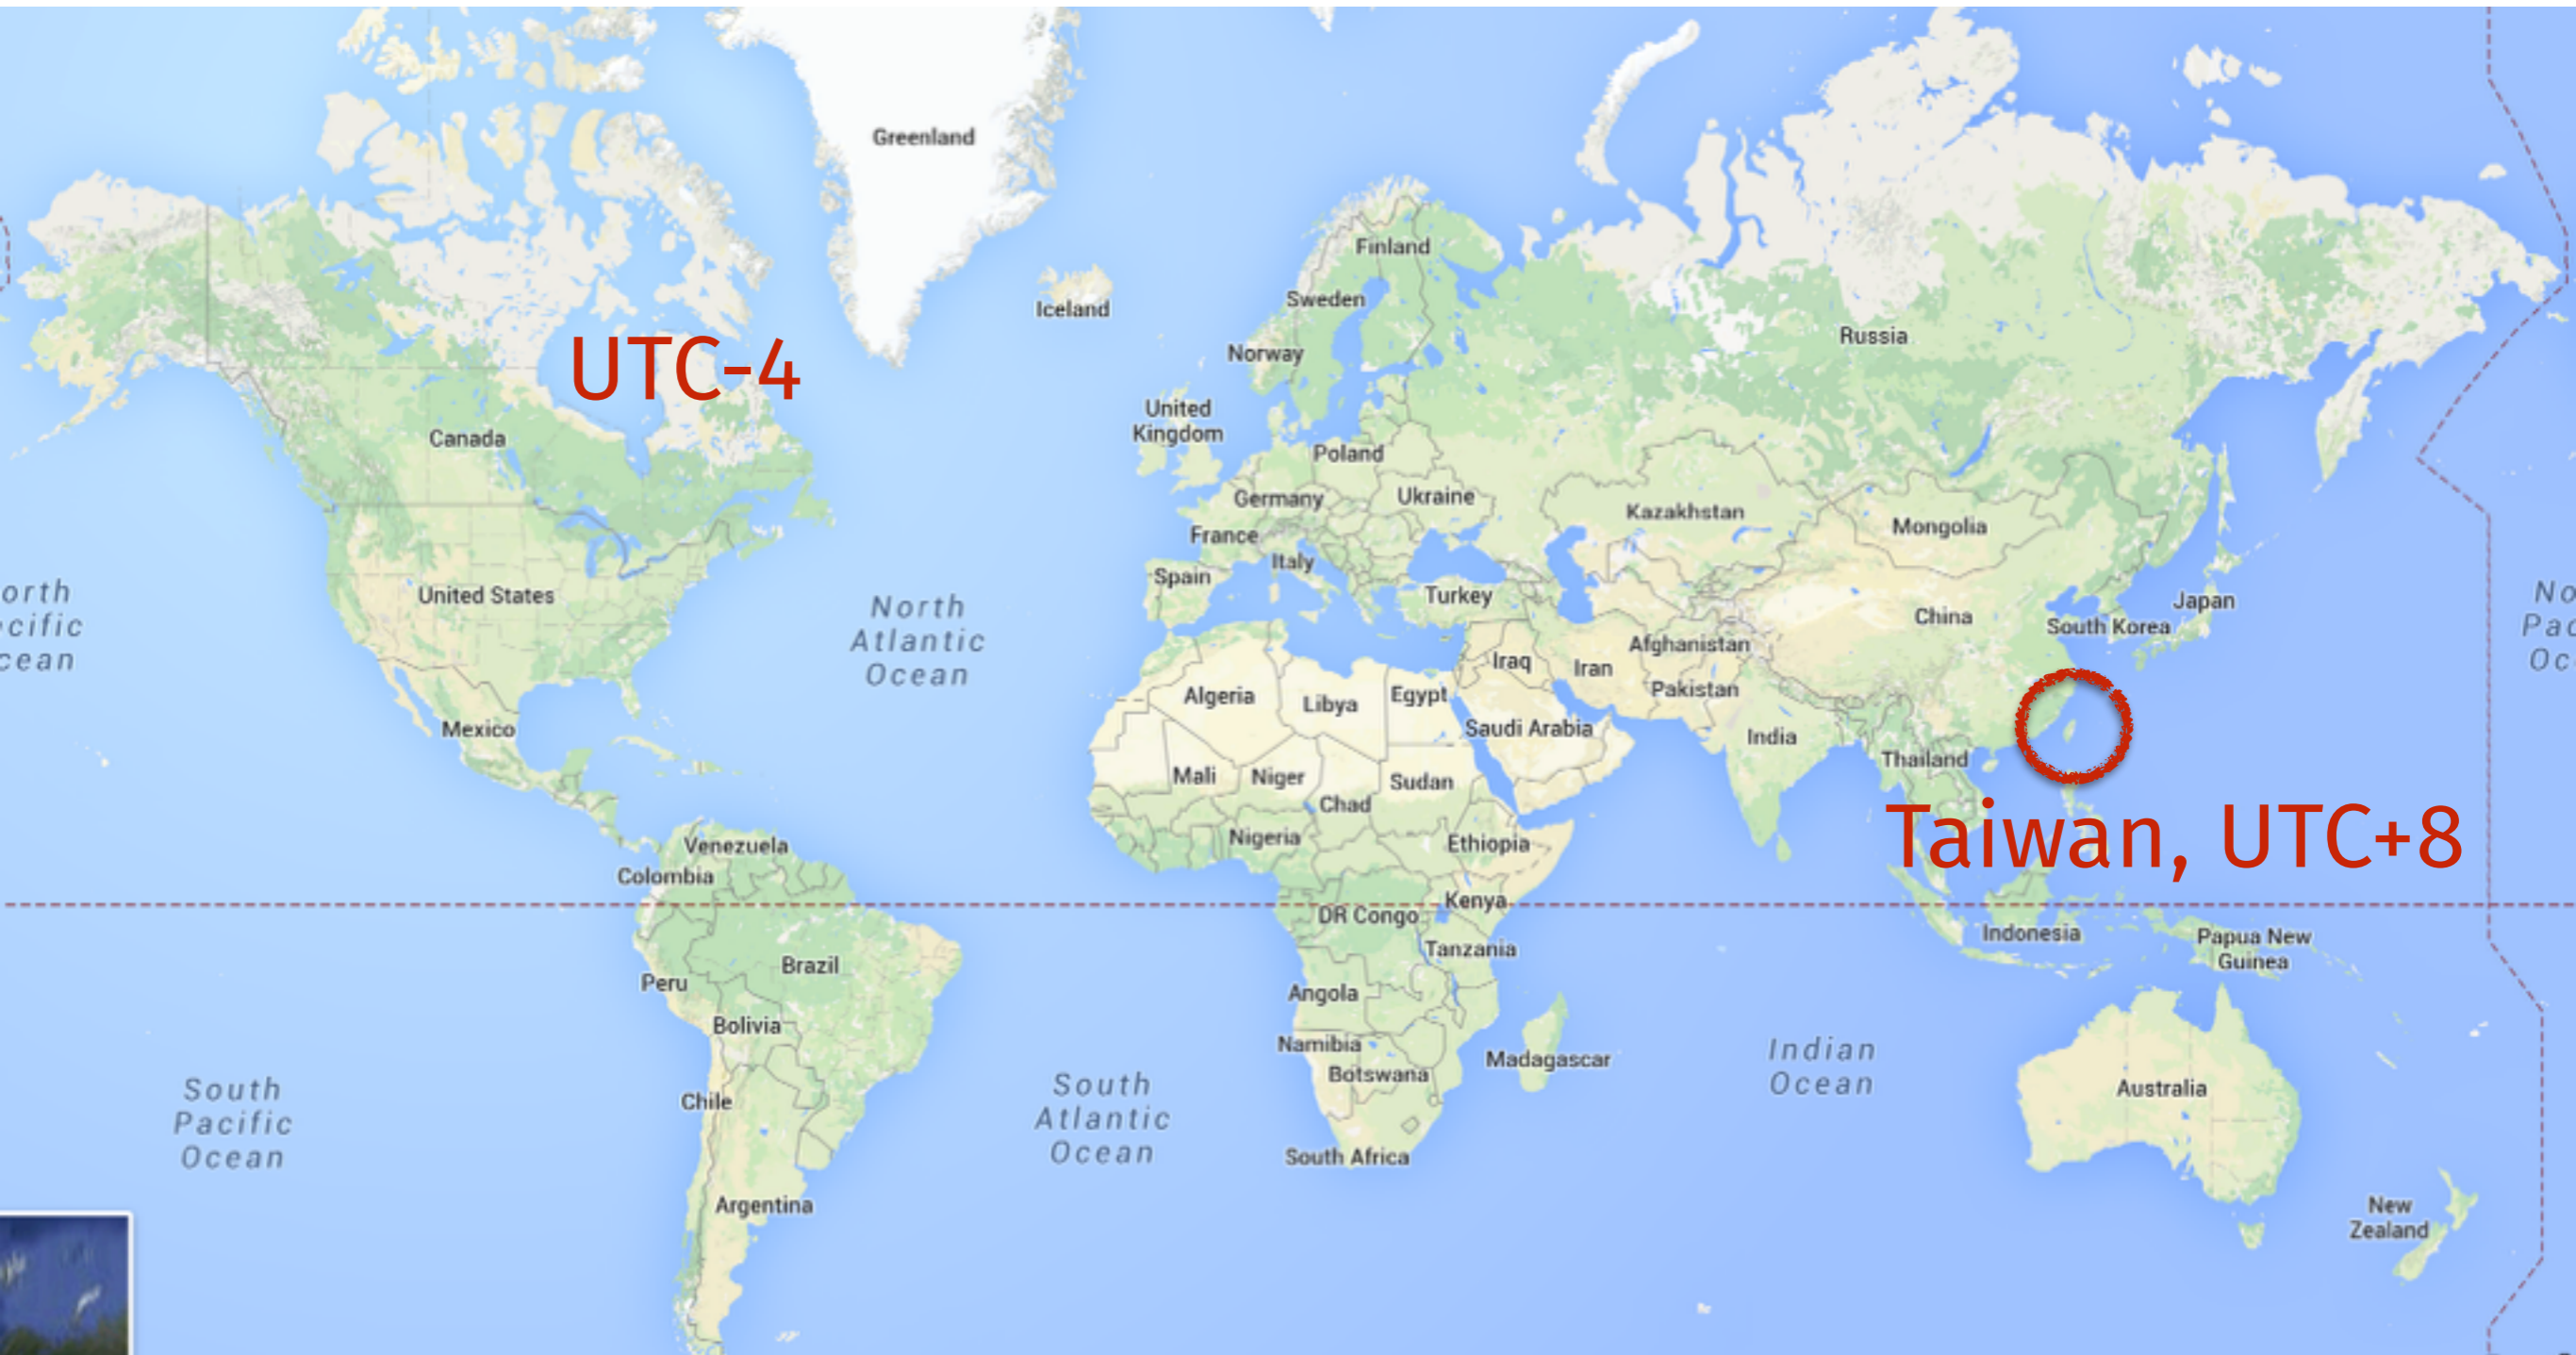 Greenland
Finland
Iceland
Sweden
Russia
UTC-4
Norway
United
Kingdom
Canada
Poland
Germany
Ukraine
Kazakhstan
Mongolia
France
Italy
Spain
United States
Turkey
orth
cific
cean
North
Atlantic
Ocean
China
Japan
South Korea
No
Pac
Oc
Afghanistan
Iraq
Iran
Pakistan
Algeria
Libya
Egypt
Saudi Arabia
India
Mexico
Thailand
Mali
Niger
Sudan
Chad
Taiwan, UTC+8
Nigeria
Ethiopia
Venezuela
Colombia
Kenya
DR Congo
Indonesia
Papua New
Guinea
Tanzania
Brazil
Peru
Angola
Bolivia
Namibia
Madagascar
Indian
Ocean
Botswana
Australia
Chile
South
Pacific
Ocean
South
Atlantic
Ocean
South Africa
Argentina
New
Zealand